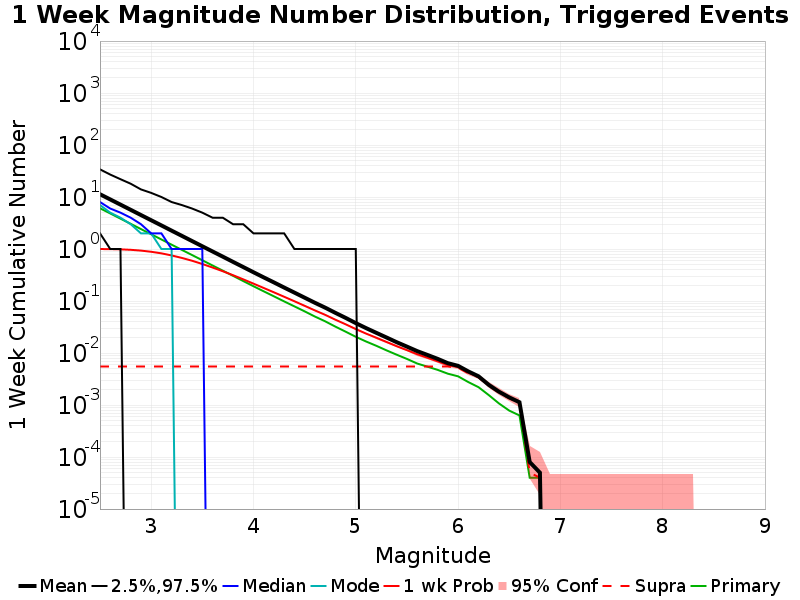 1 Week Magnitude Number Distribution, Triggered Events
1 Week Cumulative Number
10^4
10^3
10^2
10^1
10^0
10^-1
10^-2
10^-3
10^-4
10^-5
3 4 5 6 7 8 9
Magnitude
Mean 2.5%,97.5% Median Mode 1 wk Prob 95% Conf Supra Primary